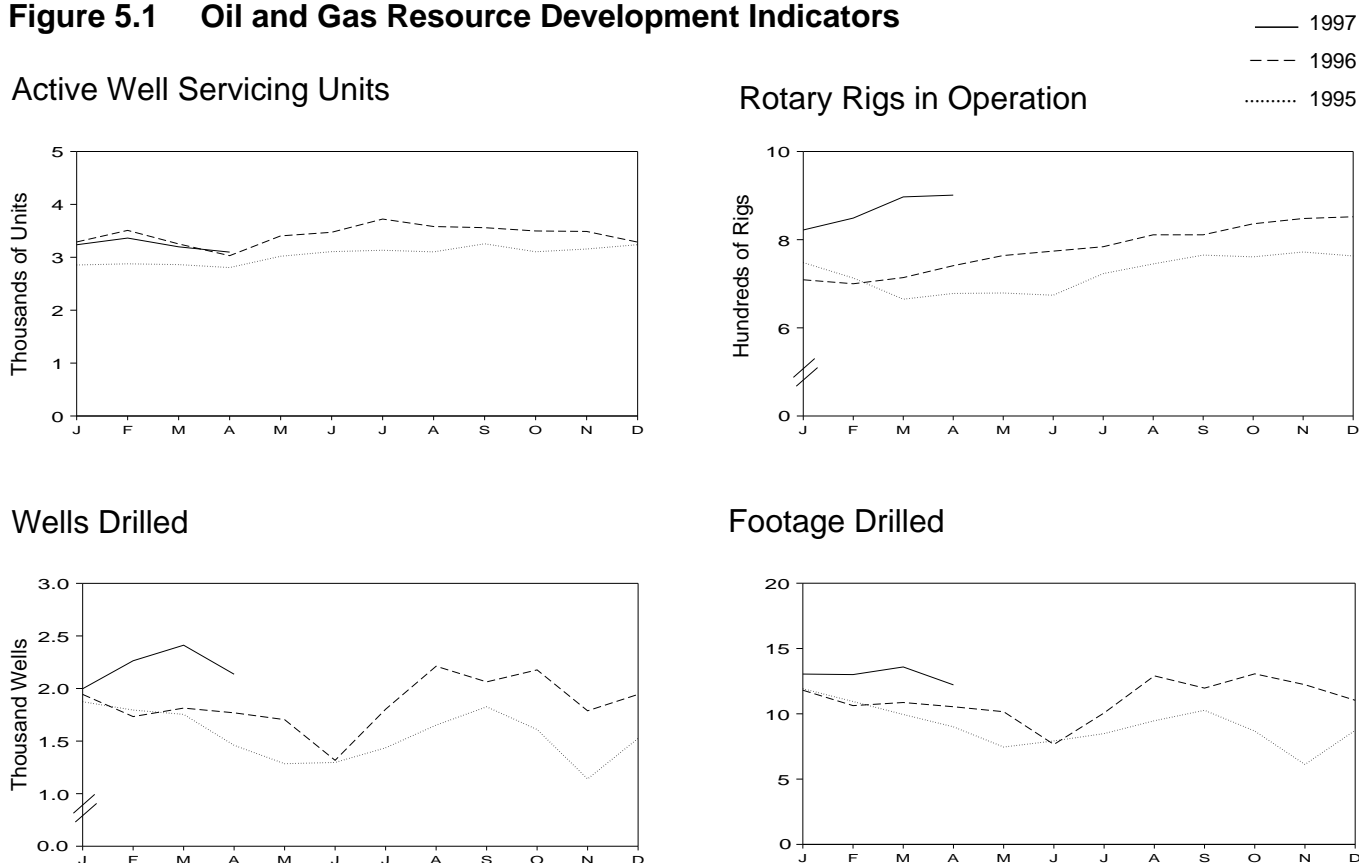 Figure 5.1 Oil and Gas Resource Development Indicators
1997
1996
1995
Active Well Servicing Units
Thousands of Units
5
4
3
2
1
0
J F M A M J J A S O N D
Rotary Rigs in Operation
Hundreds of Rigs
10
8
6
0
J F M A M J J A S O N D
Wells Drilled
Thousand Wells
3.0
2.5
2.0
1.5
1.0
0.0
J F M A M J J A S O N D
Footage Drilled
20
15
10
5
0
J F M A M J J A S O N D